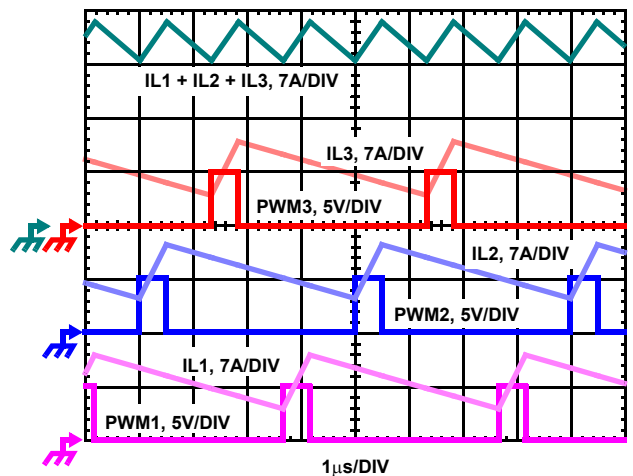 IL1 + IL2 + IL3, 7A/DIV
IL3, 7A/DIV
PWM3, 5V/DIV
IL2, 7A/DIV
PWM2, 5V/DIV
IL1, 7A/DIV
PWM1, 5V/DIV
1μs/DIV